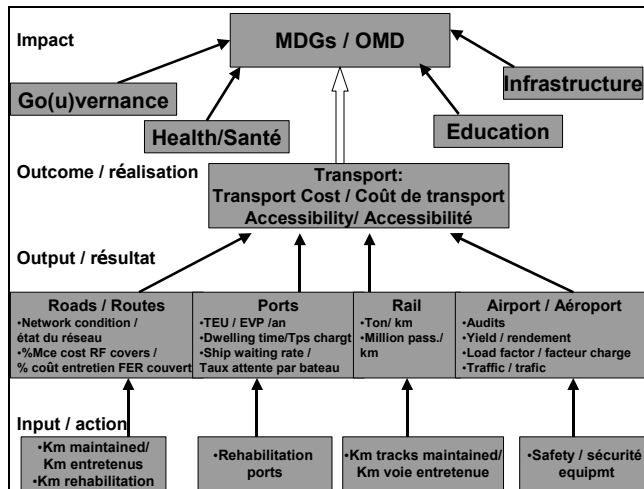 Impact
MDGs / OMD
Infrastructure
Go(u)vernance
Health/Santé
Education
Outcome / réalisation
Transport:
Transport Cost / Coût de transport
Accessibility/ Accessibilité
Output / résultat
Roads / Routes
•Network condition /
état du réseau
•%Mce cost RF covers /
% coût entretien FER couvert
Ports
•TEU / EVP /an
•Dwelling time/Tps chargt
•Ship waiting rate /
Taux attente par bateau
Rail
•Ton/ km
•Million pass./
km
Airport / Aéroport
•Audits
•Yield / rendement
•Load factor / facteur charge
•Traffic / trafic
Input / action
•Km maintained/
Km entretenus
•Km rehabilitation
•Rehabilitation
ports
•Km tracks maintained/
Km voie entretenue
•Safety / sécurité
equipmt